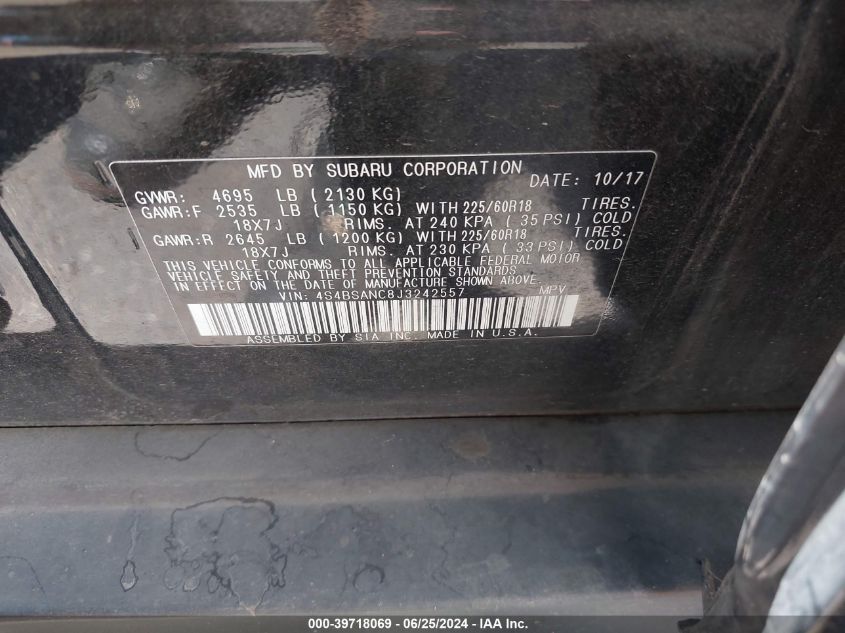 MFD BY SUBARU CORPORATION DATE: 10/17
GVWR: 4695 LB (2130 KG)
GAWR:F 2535 LB (1150 KG) WITH 225/60R18 TIRES.
18X7J RIMS. AT 240 KPA (35 PSI) COLD
GAWR:R 2645 LB (1200 KG) WITH 225/60R18 TIRES.
18X7J RIMS. AT 230 KPA (33 PSI) COLD
THIS VEHICLE CONFORMS TO ALL APPLICABLE FEDERAL MOTOR
VEHICLE SAFETY AND THEFT PREVENTION STANDARDS
IN EFFECT ON THE DATE OF MANUFACTURE SHOWN ABOVE.
VIN: 4S4BSANC8J3242557 MPV
ASSEMBLED BY SIA INC. MADE IN U.S.A.
000-39718069 - 06/25/2024 - IAA Inc.